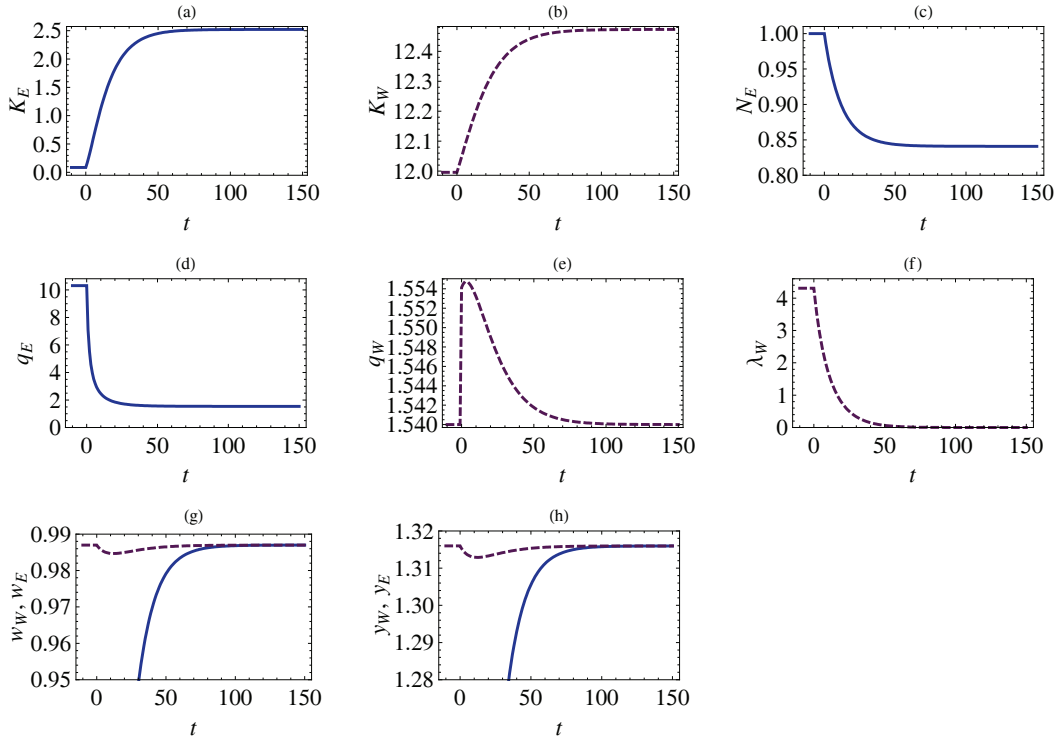 (a)
2.5
2.0
1.5
1.0
0.5
0.0
K_E
0 50 100 150
t
(b)
12.4
12.3
12.2
12.1
12.0
K_W
0 50 100 150
t
(c)
1.00
0.95
0.90
0.85
0.80
N_E
0 50 100 150
t
(d)
10
8
6
4
2
0
q_E
0 50 100 150
t
(e)
1.554
1.552
1.550
1.548
1.546
1.544
1.542
1.540
q_W
0 50 100 150
t
(f)
4
3
2
1
0
λ_W
0 50 100 150
t
(g)
0.99
0.98
0.97
0.96
0.95
w_W, w_E
0 50 100 150
t
(h)
1.32
1.31
1.30
1.29
1.28
y_W, y_E
0 50 100 150
t